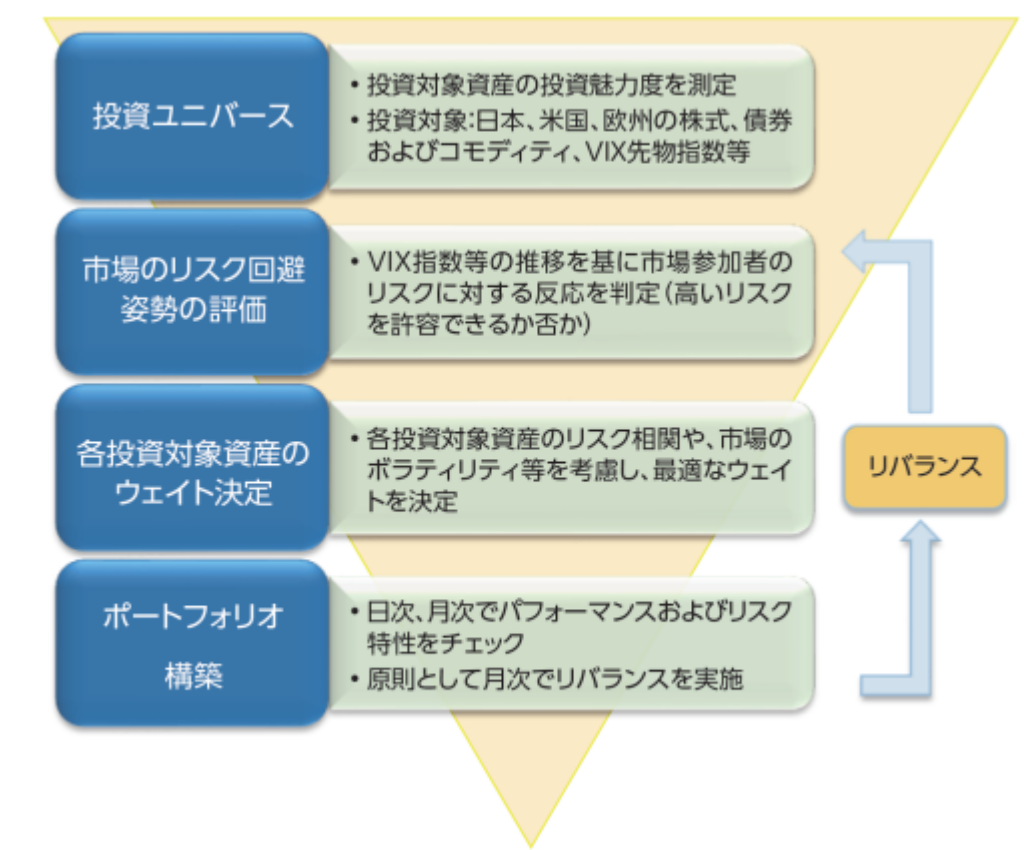 投資ユニバース
・投資対象資産の投資魅力度を測定
・投資対象:日本、米国、欧州の株式、債券
およびコモディティ、VIX先物指数等
市場のリスク回避
姿勢の評価
・VIX指数等の推移を基に市場参加者の
リスクに対する反応を判定(高いリスク
を許容できるか否か)
各投資対象資産の
ウェイト決定
・各投資対象資産のリスク相関や、市場の
ボラティリティ等を考慮し、最適なウェイ
トを決定
リバランス
ポートフォリオ
構築
・日次、月次でパフォーマンスおよびリスク
特性をチェック
・原則として月次でリバランスを実施